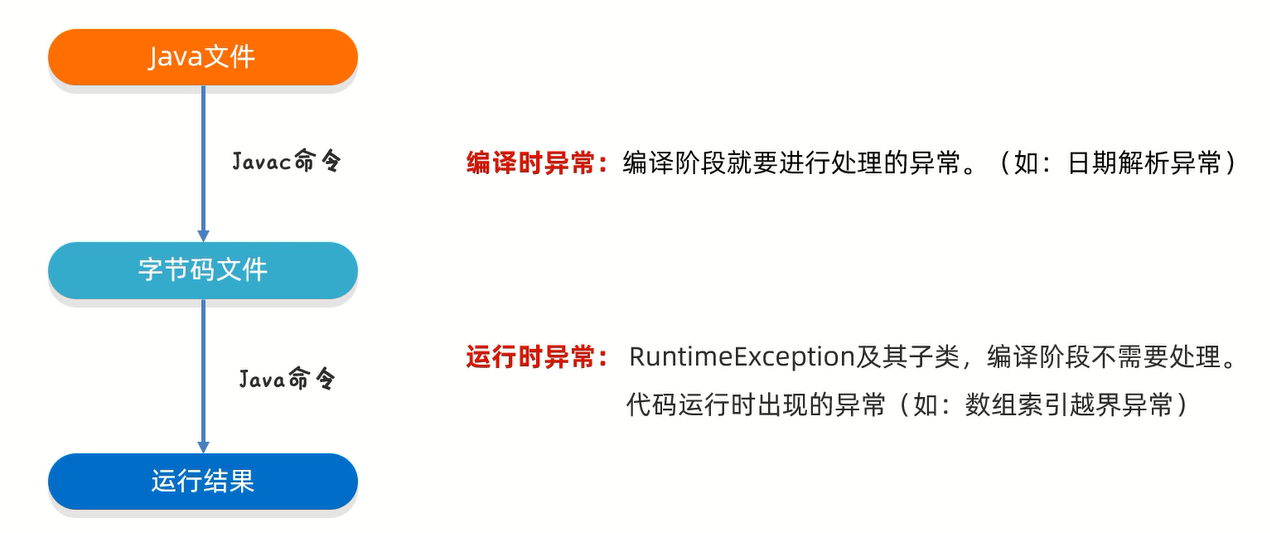 Java文件
Javac命令
编译时异常：编译阶段就要进行处理的异常。（如：日期解析异常）
字节码文件
Java命令
运行时异常： RuntimeException及其子类，编译阶段不需要处理。
代码运行时出现的异常（如：数组索引越界异常）
运行结果